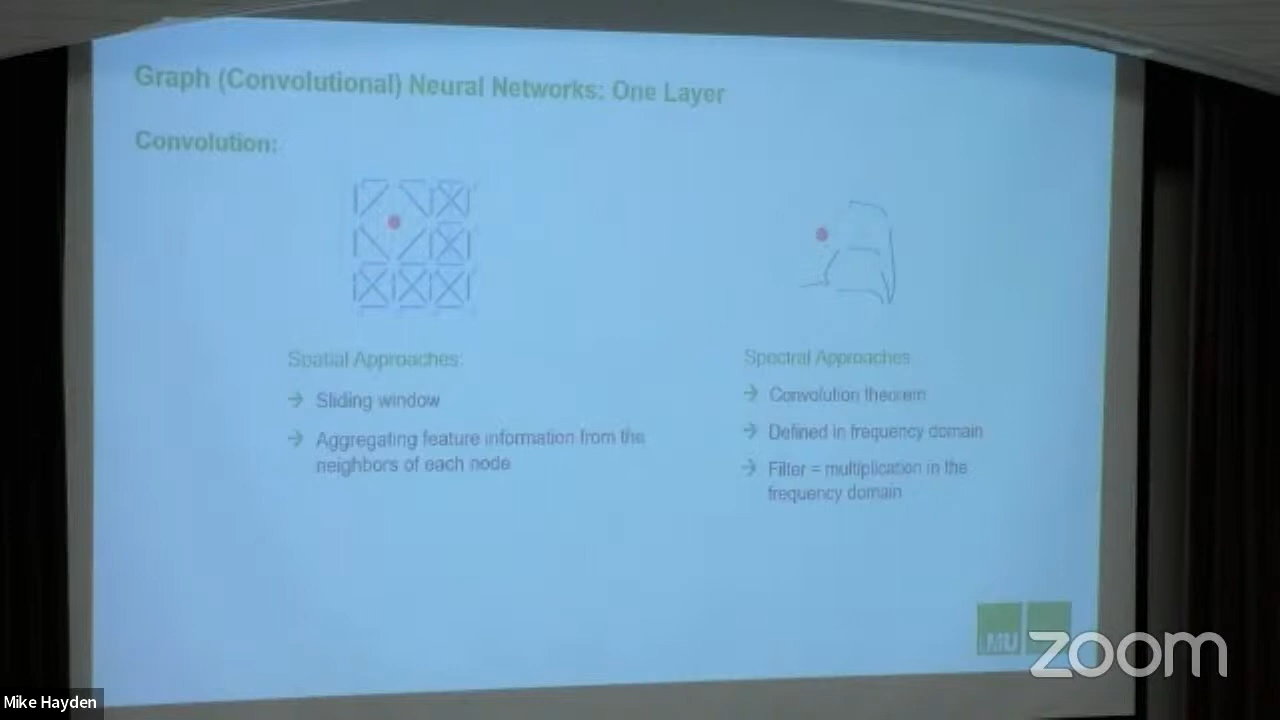 Graph (Convolutional) Neural Networks: One Layer
Convolution:
Spatial Approaches:
→ Sliding window
→ Aggregating feature information from the
neighbors of each node
Spectral Approaches
→ Convolution theorem
→ Defined in frequency domain
→ Filter = multiplication in the
frequency domain
LMU
zoom
Mike Hayden